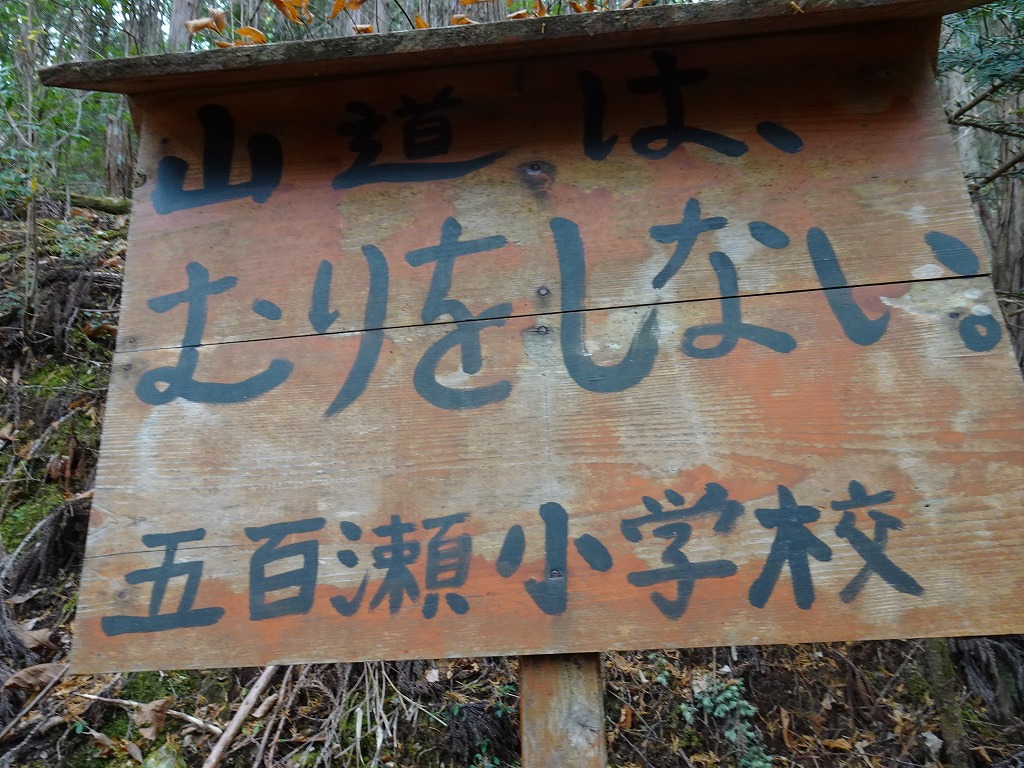 山道は、
むりをしない。
五百瀬小学校